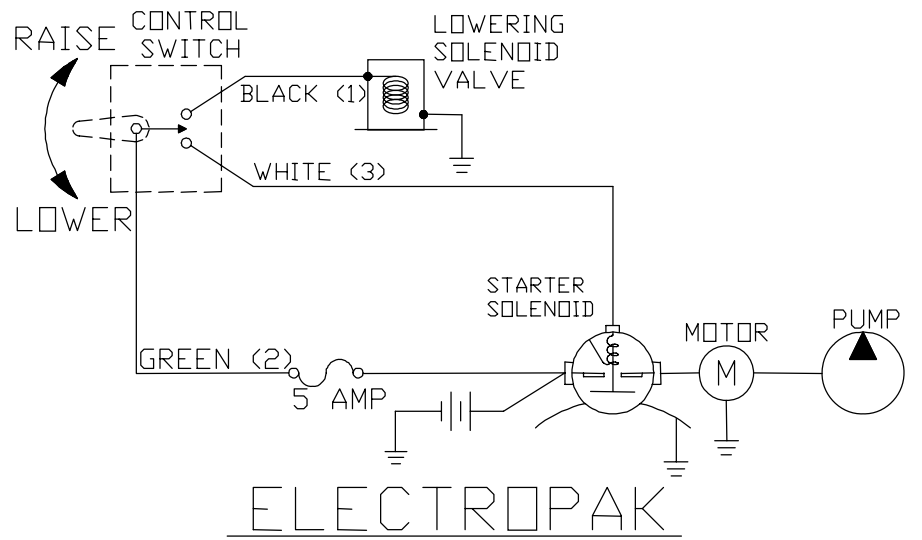 RAISE
CONTROL
SWITCH
LOWERING
SOLENOID
VALVE
BLACK (1)
WHITE (3)
LOWER
STARTER
SOLENOID
MOTOR
PUMP
GREEN (2)
M
5 AMP
ELECTROPAK